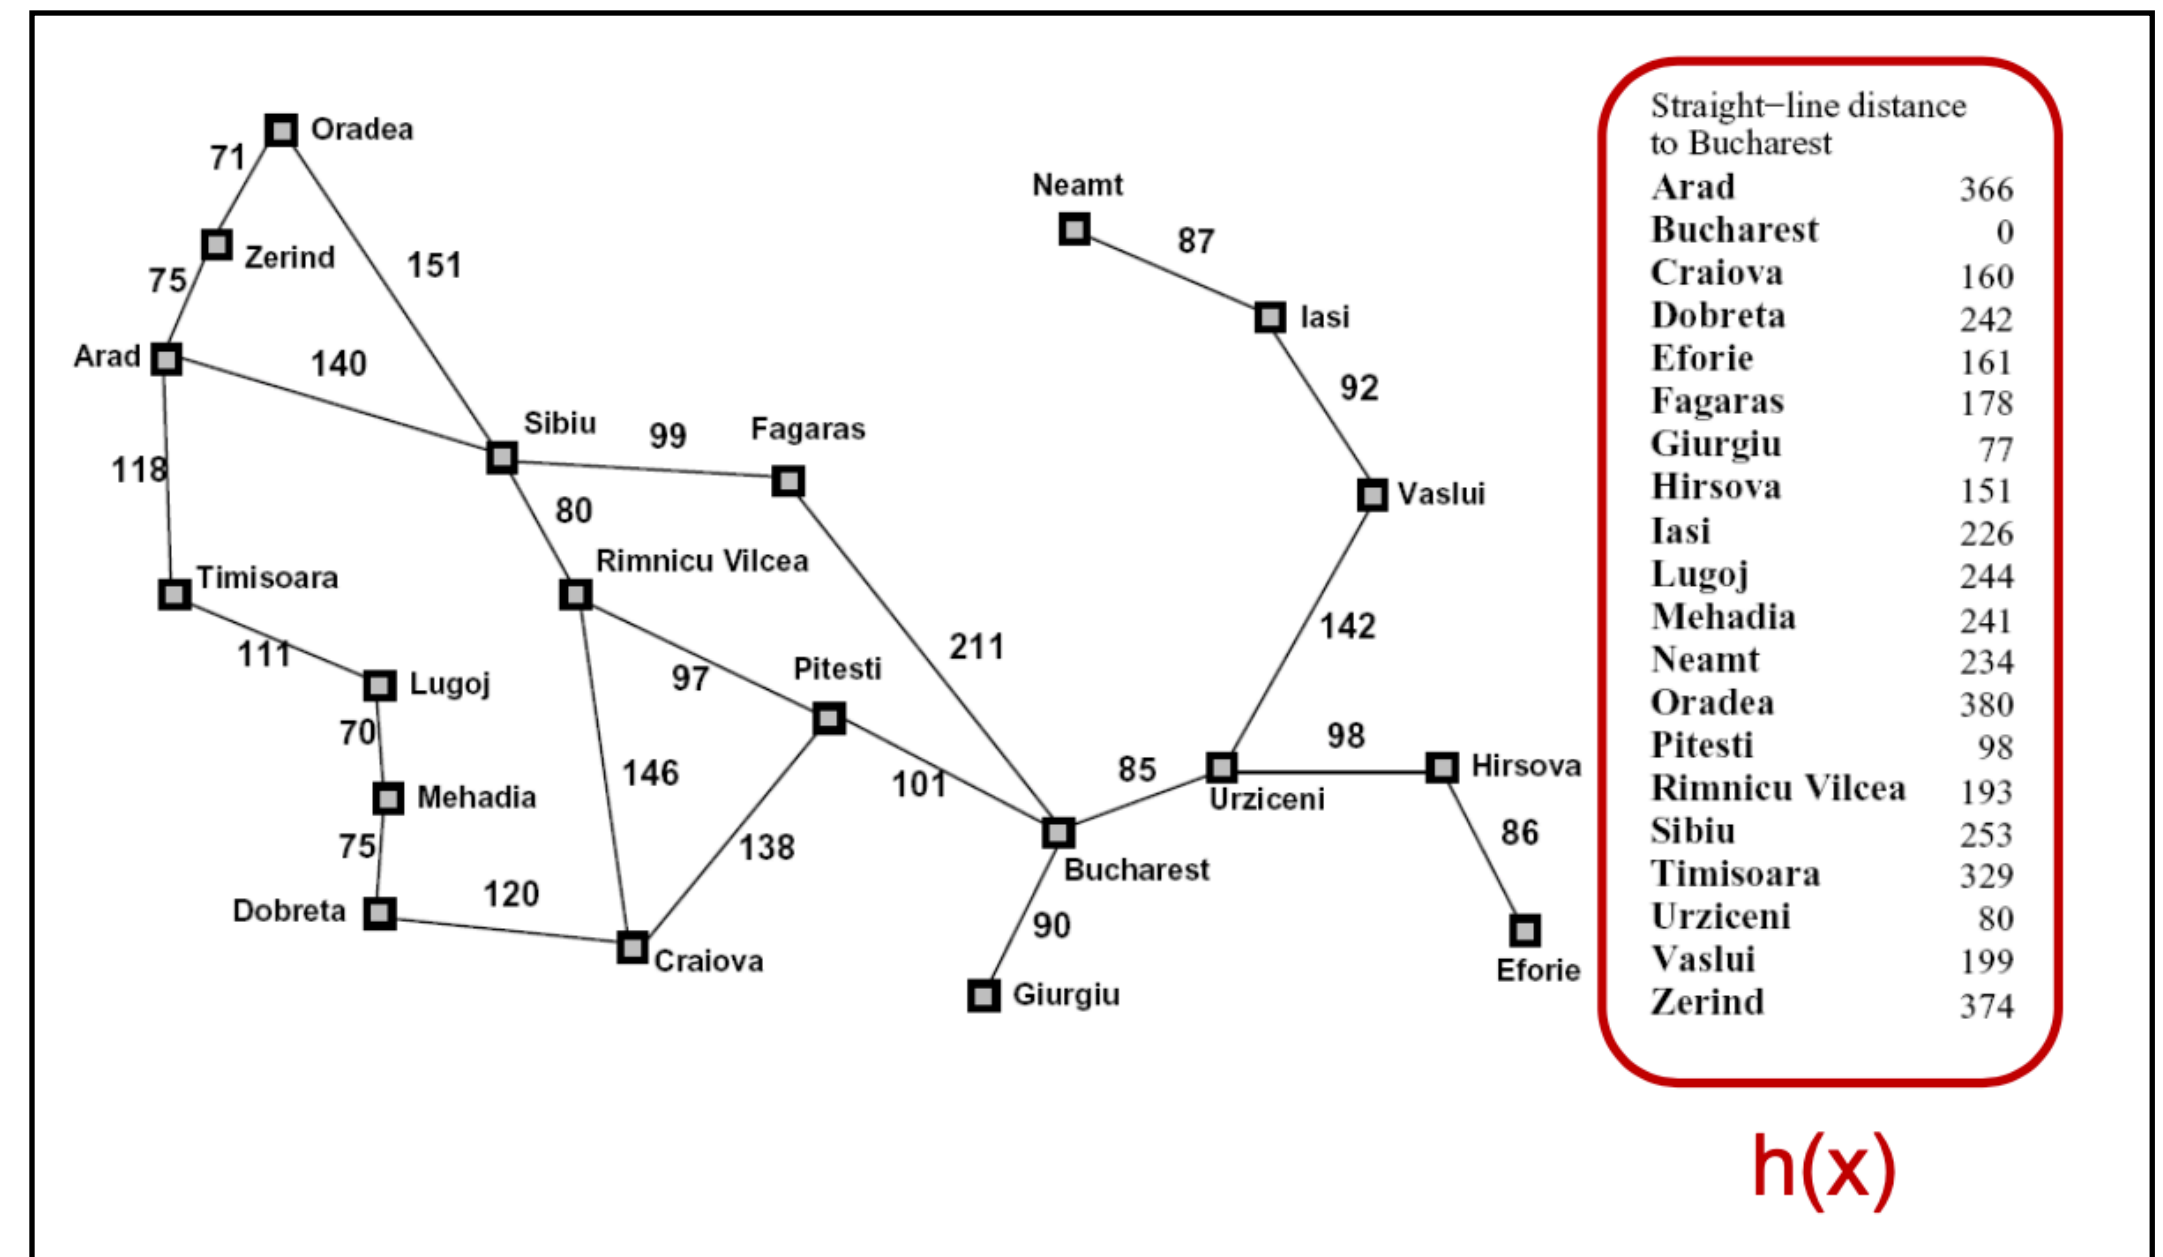 Oradea
71
Zerind
151
75
Arad
140
118
Sibiu
99
Fagaras
80
Timisoara
Rimnicu Vilcea
111
Lugoj
97
Pitesti
211
70
Mehadia
146
101
75
138
Dobreta
120
Craiova
Neamt
87
Iasi
92
Vaslui
142
98
85
Hirsova
Urziceni
86
Bucharest
90
Eforie
Giurgiu
Straight−line distance
to Bucharest
Arad 366
Bucharest 0
Craiova 160
Dobreta 242
Eforie 161
Fagaras 178
Giurgiu 77
Hirsova 151
Iasi 226
Lugoj 244
Mehadia 241
Neamt 234
Oradea 380
Pitesti 98
Rimnicu Vilcea 193
Sibiu 253
Timisoara 329
Urziceni 80
Vaslui 199
Zerind 374
h(x)